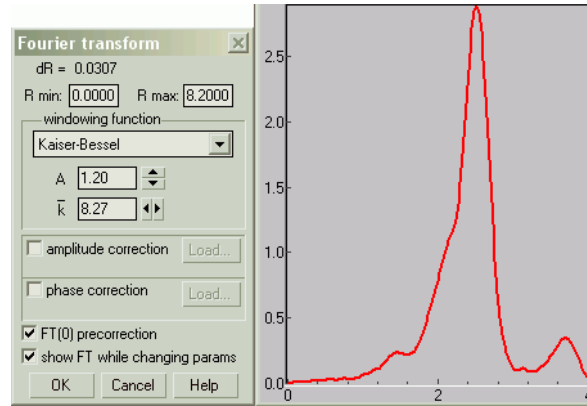 Fourier transform
dR = 0.0307
R min: 0.0000 R max: 8.2000
windowing function
Kaiser-Bessel
A 1.20
k̅ 8.27
amplitude correction Load...
phase correction Load...
FT(0) precorrection
show FT while changing params
OK Cancel Help
2.5
2.0
1.5
1.0
0.5
0.0
0 2